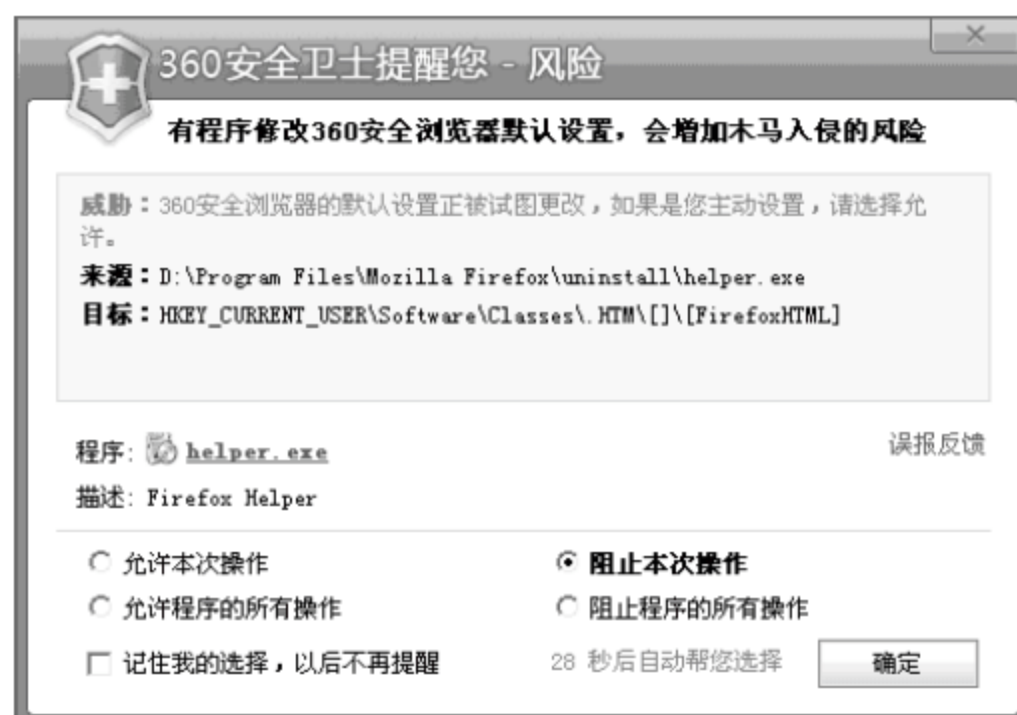 360安全卫士提醒您 - 风险
有程序修改360安全浏览器默认设置，会增加木马入侵的风险
威胁：360安全浏览器的默认设置正被试图更改，如果是您主动设置，请选择允
许。
来源：D:\Program Files\Mozilla Firefox\uninstall\helper.exe
目标：HKEY_CURRENT_USER\Software\Classes\.HTM\[]\[FirefoxHTML]
程序: helper.exe 误报反馈
描述: Firefox Helper
允许本次操作 阻止本次操作
允许程序的所有操作 阻止程序的所有操作
记住我的选择，以后不再提醒 28 秒后自动帮您选择 确定